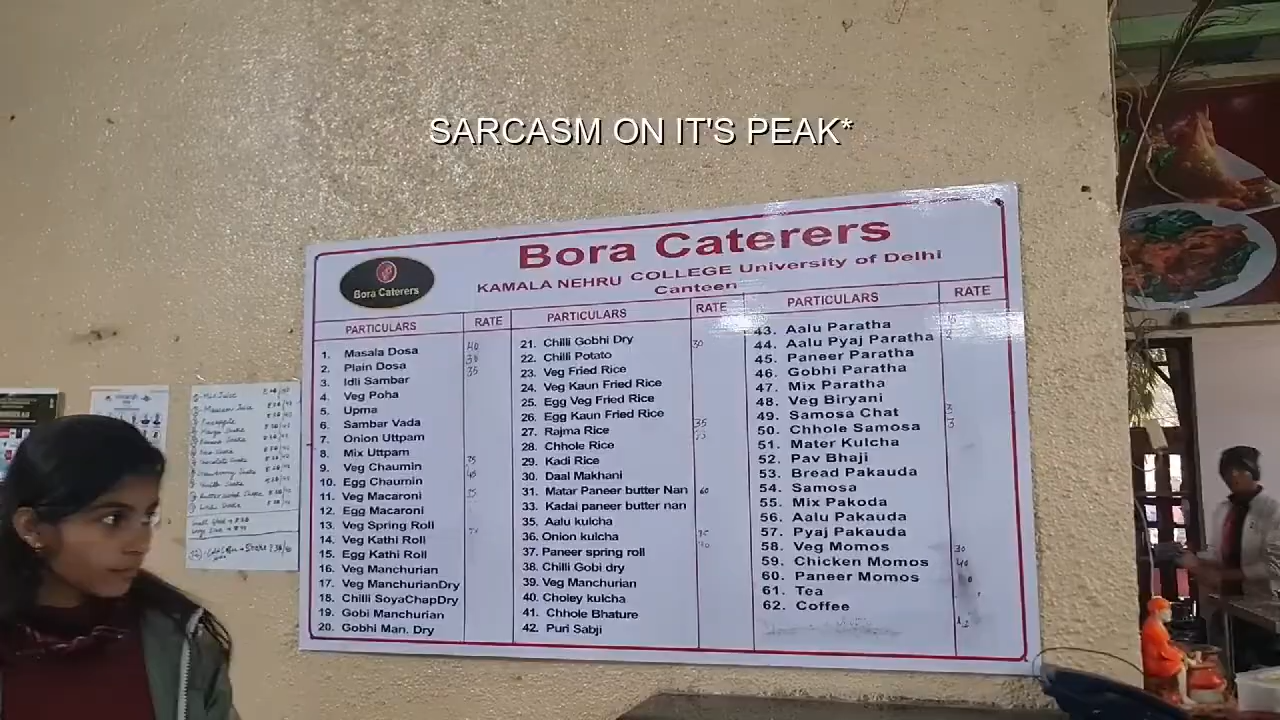 SARCASM ON IT'S PEAK*
Bora Caterers
KAMALA NEHRU COLLEGE University of Delhi
Canteen
Bora Caterers
PARTICULARS RATE
1. Masala Dosa 40
2. Plain Dosa 30
3. Idli Sambar 35
4. Veg Poha
5. Upma
6. Sambar Vada
7. Onion Uttpam
8. Mix Uttpam
9. Veg Chaumin
10. Egg Chaumin
11. Veg Macaroni
12. Egg Macaroni
13. Veg Spring Roll
14. Veg Kathi Roll
15. Egg Kathi Roll
16. Veg Manchurian
17. Veg ManchurianDry
18. Chilli SoyaChapDry
19. Gobi Manchurian
20. Gobhi Man. Dry
PARTICULARS RATE
21. Chilli Gobhi Dry 30
22. Chilli Potato
23. Veg Fried Rice
24. Veg Kaun Fried Rice
25. Egg Veg Fried Rice
26. Egg Kaun Fried Rice
27. Rajma Rice 35
28. Chhole Rice
29. Kadi Rice
30. Daal Makhani
31. Matar Paneer butter Nan 60
33. Kadai paneer butter nan
35. Aalu kulcha
36. Onion kulcha
37. Paneer spring roll
38. Chilli Gobi dry
39. Veg Manchurian
40. Choley kulcha
41. Chhole Bhature
42. Puri Sabji
PARTICULARS RATE
43. Aalu Paratha
44. Aalu Pyaj Paratha
45. Paneer Paratha
46. Gobhi Paratha
47. Mix Paratha
48. Veg Biryani
49. Samosa Chat
50. Chhole Samosa
51. Mater Kulcha
52. Pav Bhaji
53. Bread Pakauda
54. Samosa
55. Mix Pakoda
56. Aalu Pakauda
57. Pyaj Pakauda
58. Veg Momos 30
59. Chicken Momos 40
60. Paneer Momos
61. Tea
62. Coffee